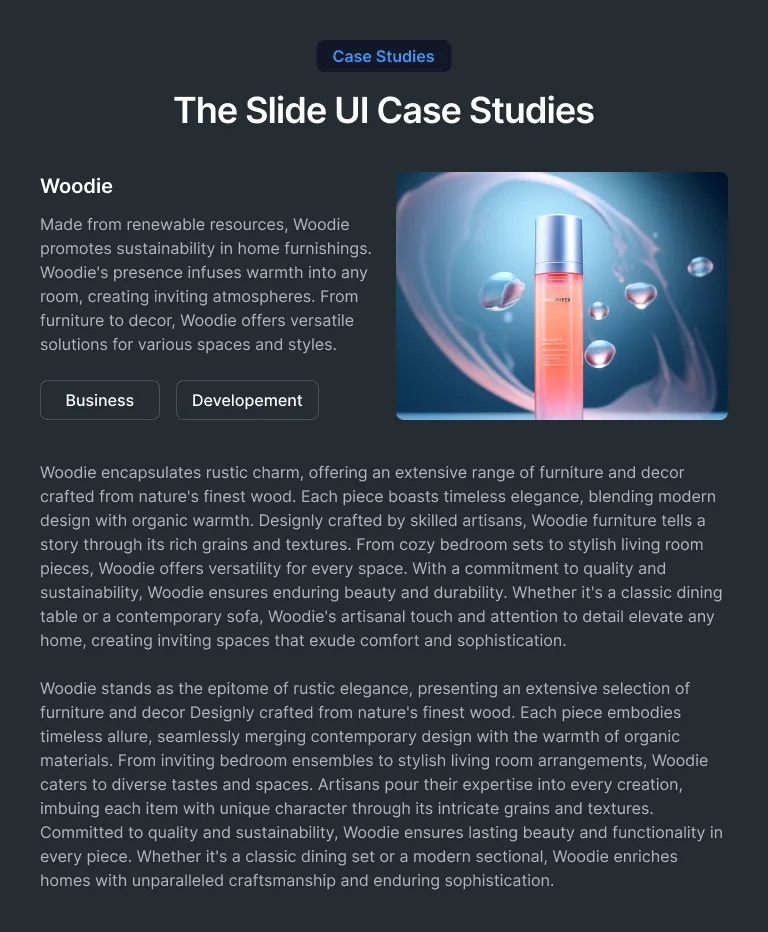 Case Studies
The Slide UI Case Studies
Woodie
Made from renewable resources, Woodie
promotes sustainability in home furnishings.
Woodie's presence infuses warmth into any
room, creating inviting atmospheres. From
furniture to decor, Woodie offers versatile
solutions for various spaces and styles.
Business
Developement
Woodie encapsulates rustic charm, offering an extensive range of furniture and decor
crafted from nature's finest wood. Each piece boasts timeless elegance, blending modern
design with organic warmth. Designly crafted by skilled artisans, Woodie furniture tells a
story through its rich grains and textures. From cozy bedroom sets to stylish living room
pieces, Woodie offers versatility for every space. With a commitment to quality and
sustainability, Woodie ensures enduring beauty and durability. Whether it's a classic dining
table or a contemporary sofa, Woodie's artisanal touch and attention to detail elevate any
home, creating inviting spaces that exude comfort and sophistication.
Woodie stands as the epitome of rustic elegance, presenting an extensive selection of
furniture and decor Designly crafted from nature's finest wood. Each piece embodies
timeless allure, seamlessly merging contemporary design with the warmth of organic
materials. From inviting bedroom ensembles to stylish living room arrangements, Woodie
caters to diverse tastes and spaces. Artisans pour their expertise into every creation,
imbuing each item with unique character through its intricate grains and textures.
Committed to quality and sustainability, Woodie ensures lasting beauty and functionality in
every piece. Whether it's a classic dining set or a modern sectional, Woodie enriches
homes with unparalleled craftsmanship and enduring sophistication.